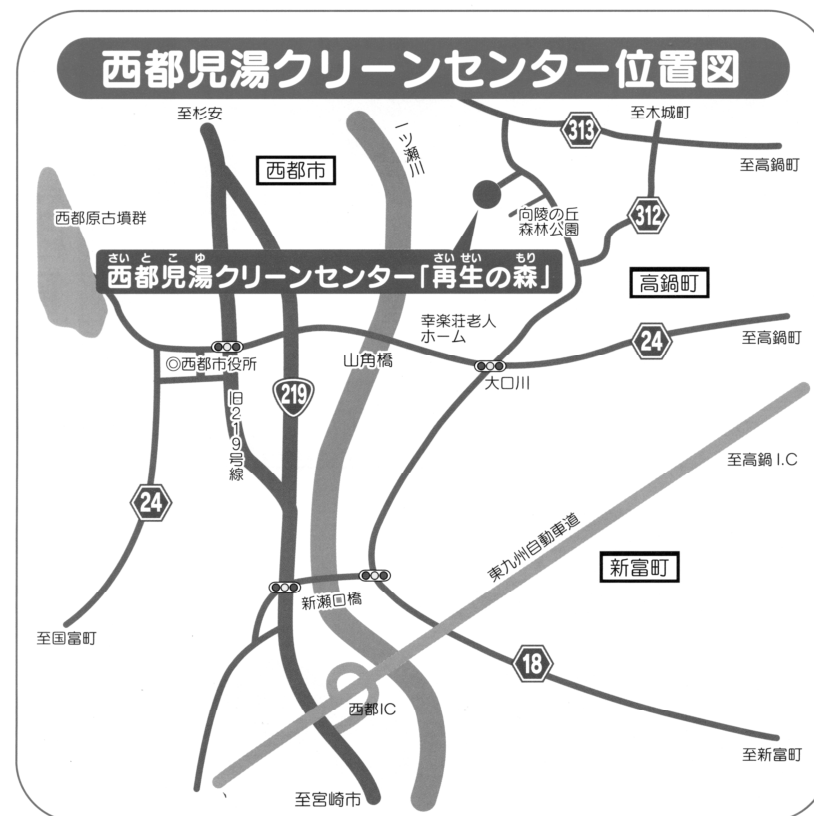 西都児湯クリーンセンター位置図
至杉安
一ツ瀬川
313
至木城町
至高鍋町
西都市
西都原古墳群
向陵の丘
森林公園
312
さいとこゆ
さいせい
もり
西都児湯クリーンセンター「再生の森」
高鍋町
幸楽荘老人
ホーム
24
至高鍋町
◎西都市役所
山角橋
大口川
219
旧219号線
至高鍋I.C
24
東九州自動車道
新富町
新瀬口橋
至国富町
18
西都IC
至新富町
至宮崎市